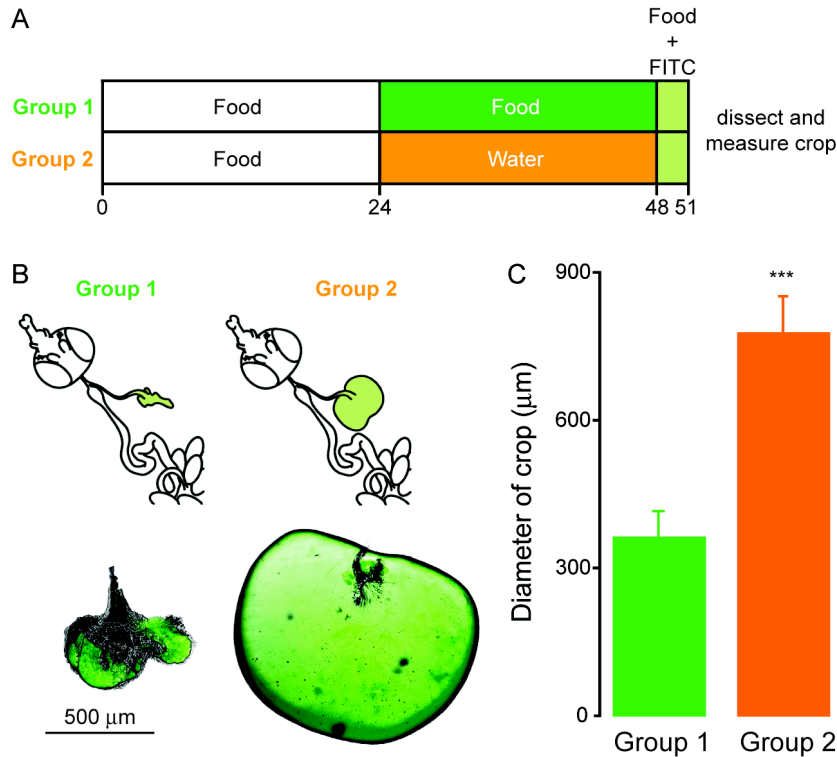 A
Food
+
FITC
Group 1
Food
Food
Group 2
Food
Water
dissect and
measure crop
0
24
48
51
B
Group 1
Group 2
500 μm
C
Diameter of crop (μm)
900
600
300
0
***
Group 1
Group 2